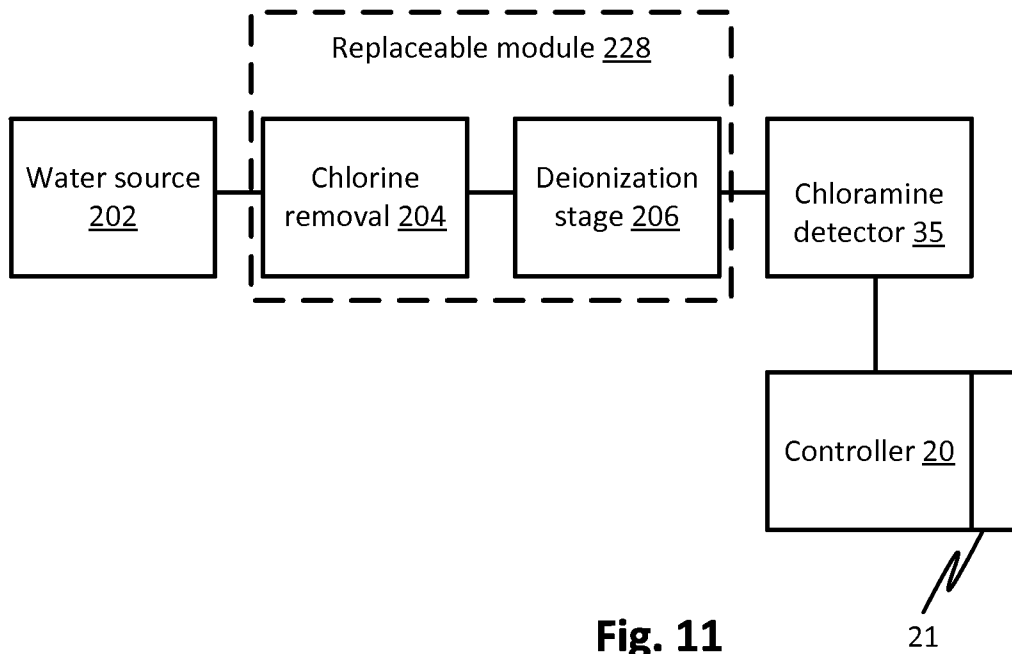 Replaceable module 228
Water source
202
Chlorine
removal 204
Deionization
stage 206
Chloramine
detector 35
Controller 20
21
Fig. 11